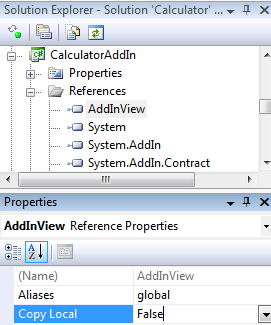 Solution Explorer - Solution 'Calculator' ...
CalculatorAddIn
Properties
References
AddInView
System
System.AddIn
System.AddIn.Contract
Properties
AddInView Reference Properties
(Name) AddInView
Aliases global
Copy Local False